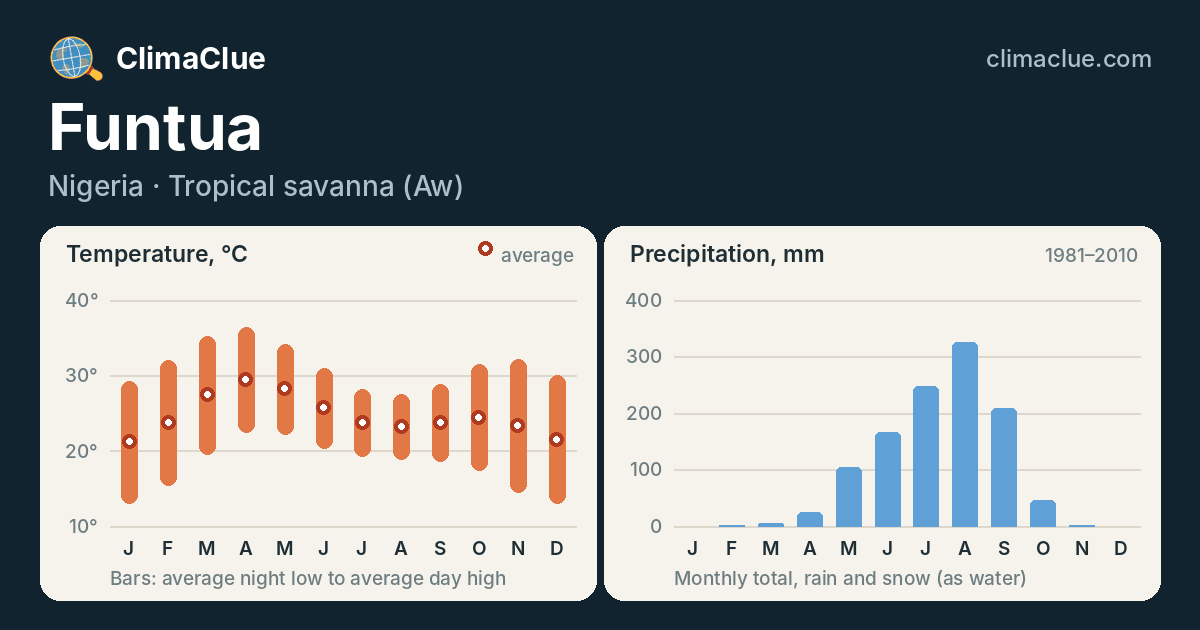 ClimaClue
climaclue.com
Funtua
Nigeria · Tropical savanna (Aw)
Temperature, °C
average
40°
30°
20°
10°
J F M A M J J A S O N D
Bars: average night low to average day high
Precipitation, mm
1981–2010
400
300
200
100
0
J F M A M J J A S O N D
Monthly total, rain and snow (as water)